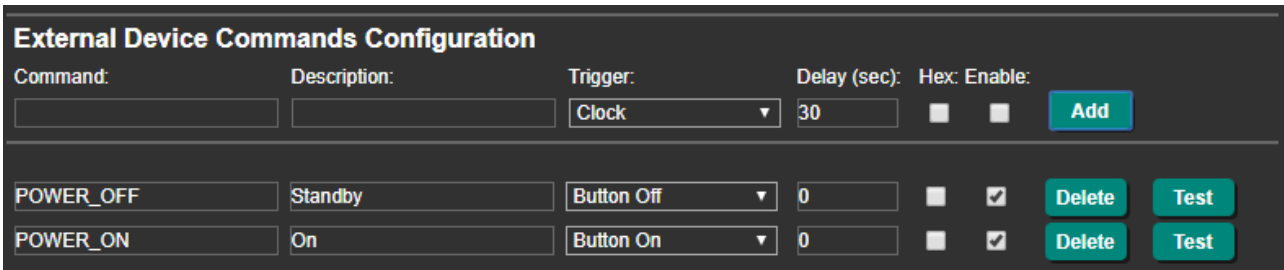 External Device Commands Configuration
Command: Description: Trigger: Delay (sec): Hex: Enable:
Clock 30 Add
POWER_OFF Standby Button Off 0 Delete Test
POWER_ON On Button On 0 Delete Test